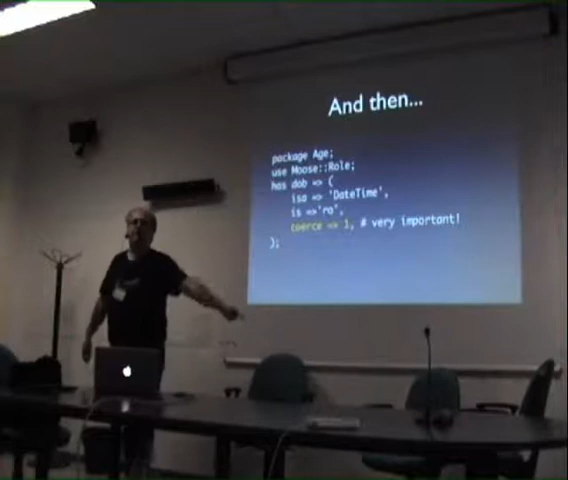 And then...
package Age;
use Moose::Role;
has dob => (
isa => 'DateTime',
is =>'ro',
coerce => 1, # very important!
);